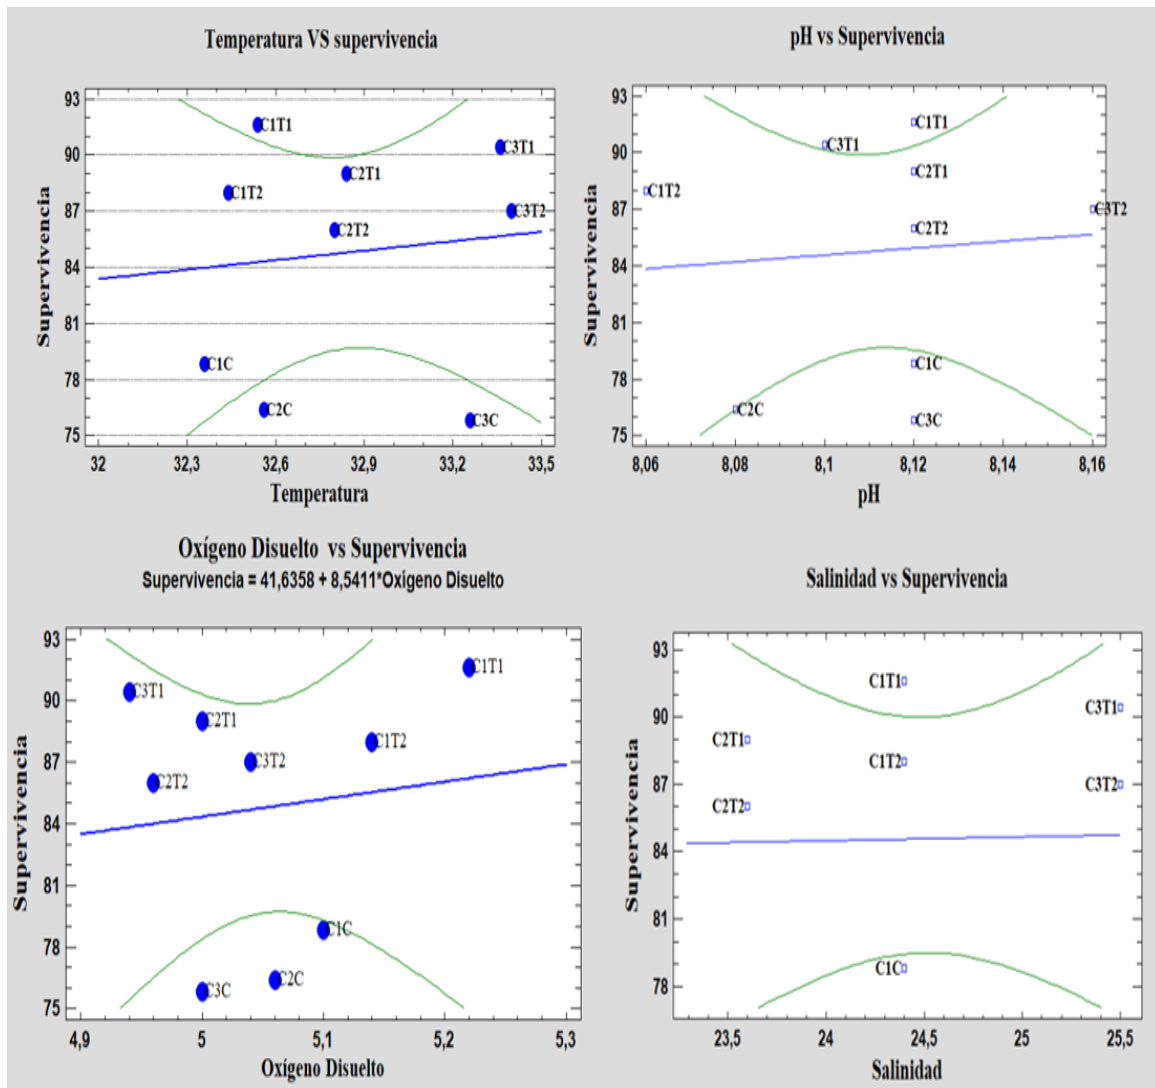 Temperatura VS supervivencia
93
90
87
84
81
78
75
Supervivencia
C1T1
C3T1
C2T1
C1T2
C3T2
C2T2
C1C
C2C
C3C
32 32,3 32,6 32,9 33,2 33,5
Temperatura
pH vs Supervivencia
93
90
87
84
81
78
75
Supervivencia
C1T1
C3T1
C2T1
C1T2
C3T2
C2T2
C1C
C2C
C3C
8,06 8,08 8,1 8,12 8,14 8,16
pH
Oxígeno Disuelto vs Supervivencia
Supervivencia = 41,6358 + 8,5411*Oxígeno Disuelto
93
90
87
84
81
78
75
Supervivencia
C1T1
C3T1
C2T1
C1T2
C3T2
C2T2
C1C
C2C
C3C
4,9 5 5,1 5,2 5,3
Oxígeno Disuelto
Salinidad vs Supervivencia
93
90
87
84
81
78
Supervivencia
C1T1
C3T1
C2T1
C1T2
C3T2
C2T2
C1C
23,5 24 24,5 25 25,5
Salinidad